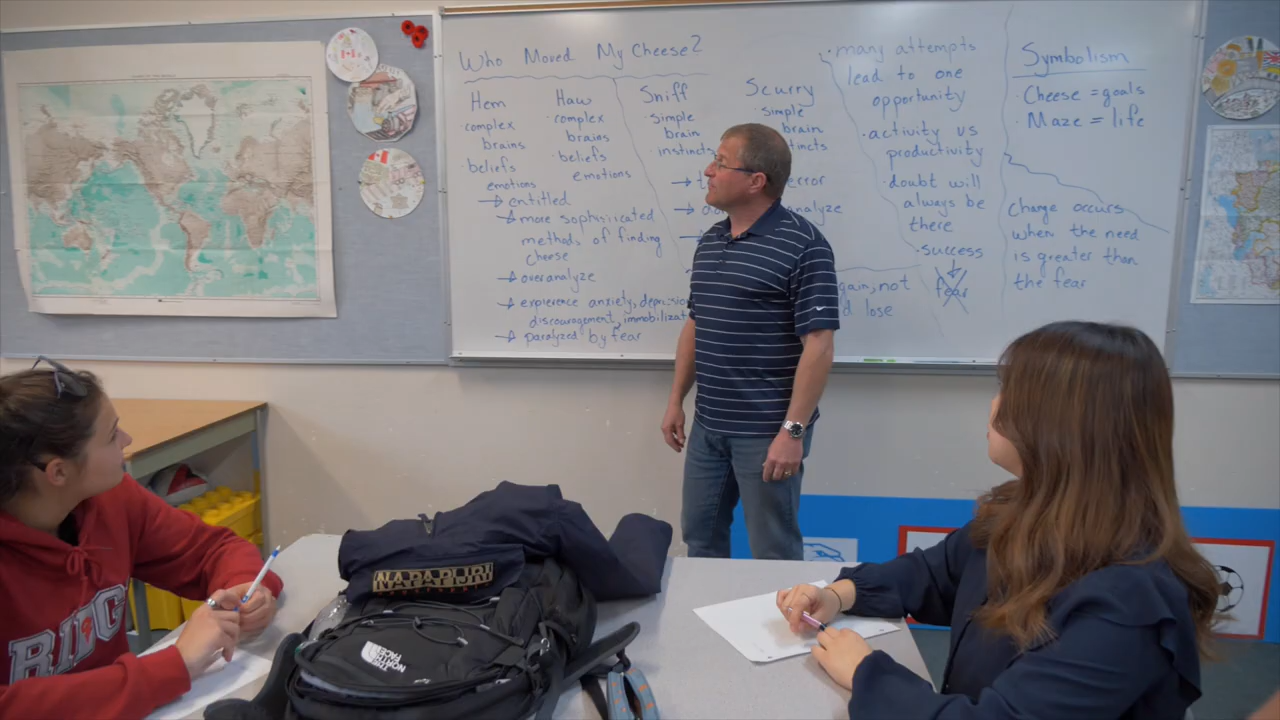 Who Moved My Cheese?
Hem
complex
brains
beliefs
emotions
→ entitled
→ more sophisticated
methods of finding
cheese
→ overanalyze
→ experience anxiety,
discouragement,
→ paralyzed by fear
Haw
· complex
brains
· beliefs
emotions
Sniff
· simple
brain
· instincts
Scurry
· simple
brain
error
analyze
gain, not
lose
· many attempts
lead to one
opportunity
· activity vs
productivity
· doubt will
always be
there
· success
fear
Symbolism
· Cheese = goals
· Maze = life
Change occurs
when the need
is greater than
the fear
NAPAPIJRI
THE
NORTH
FACE
RIDG